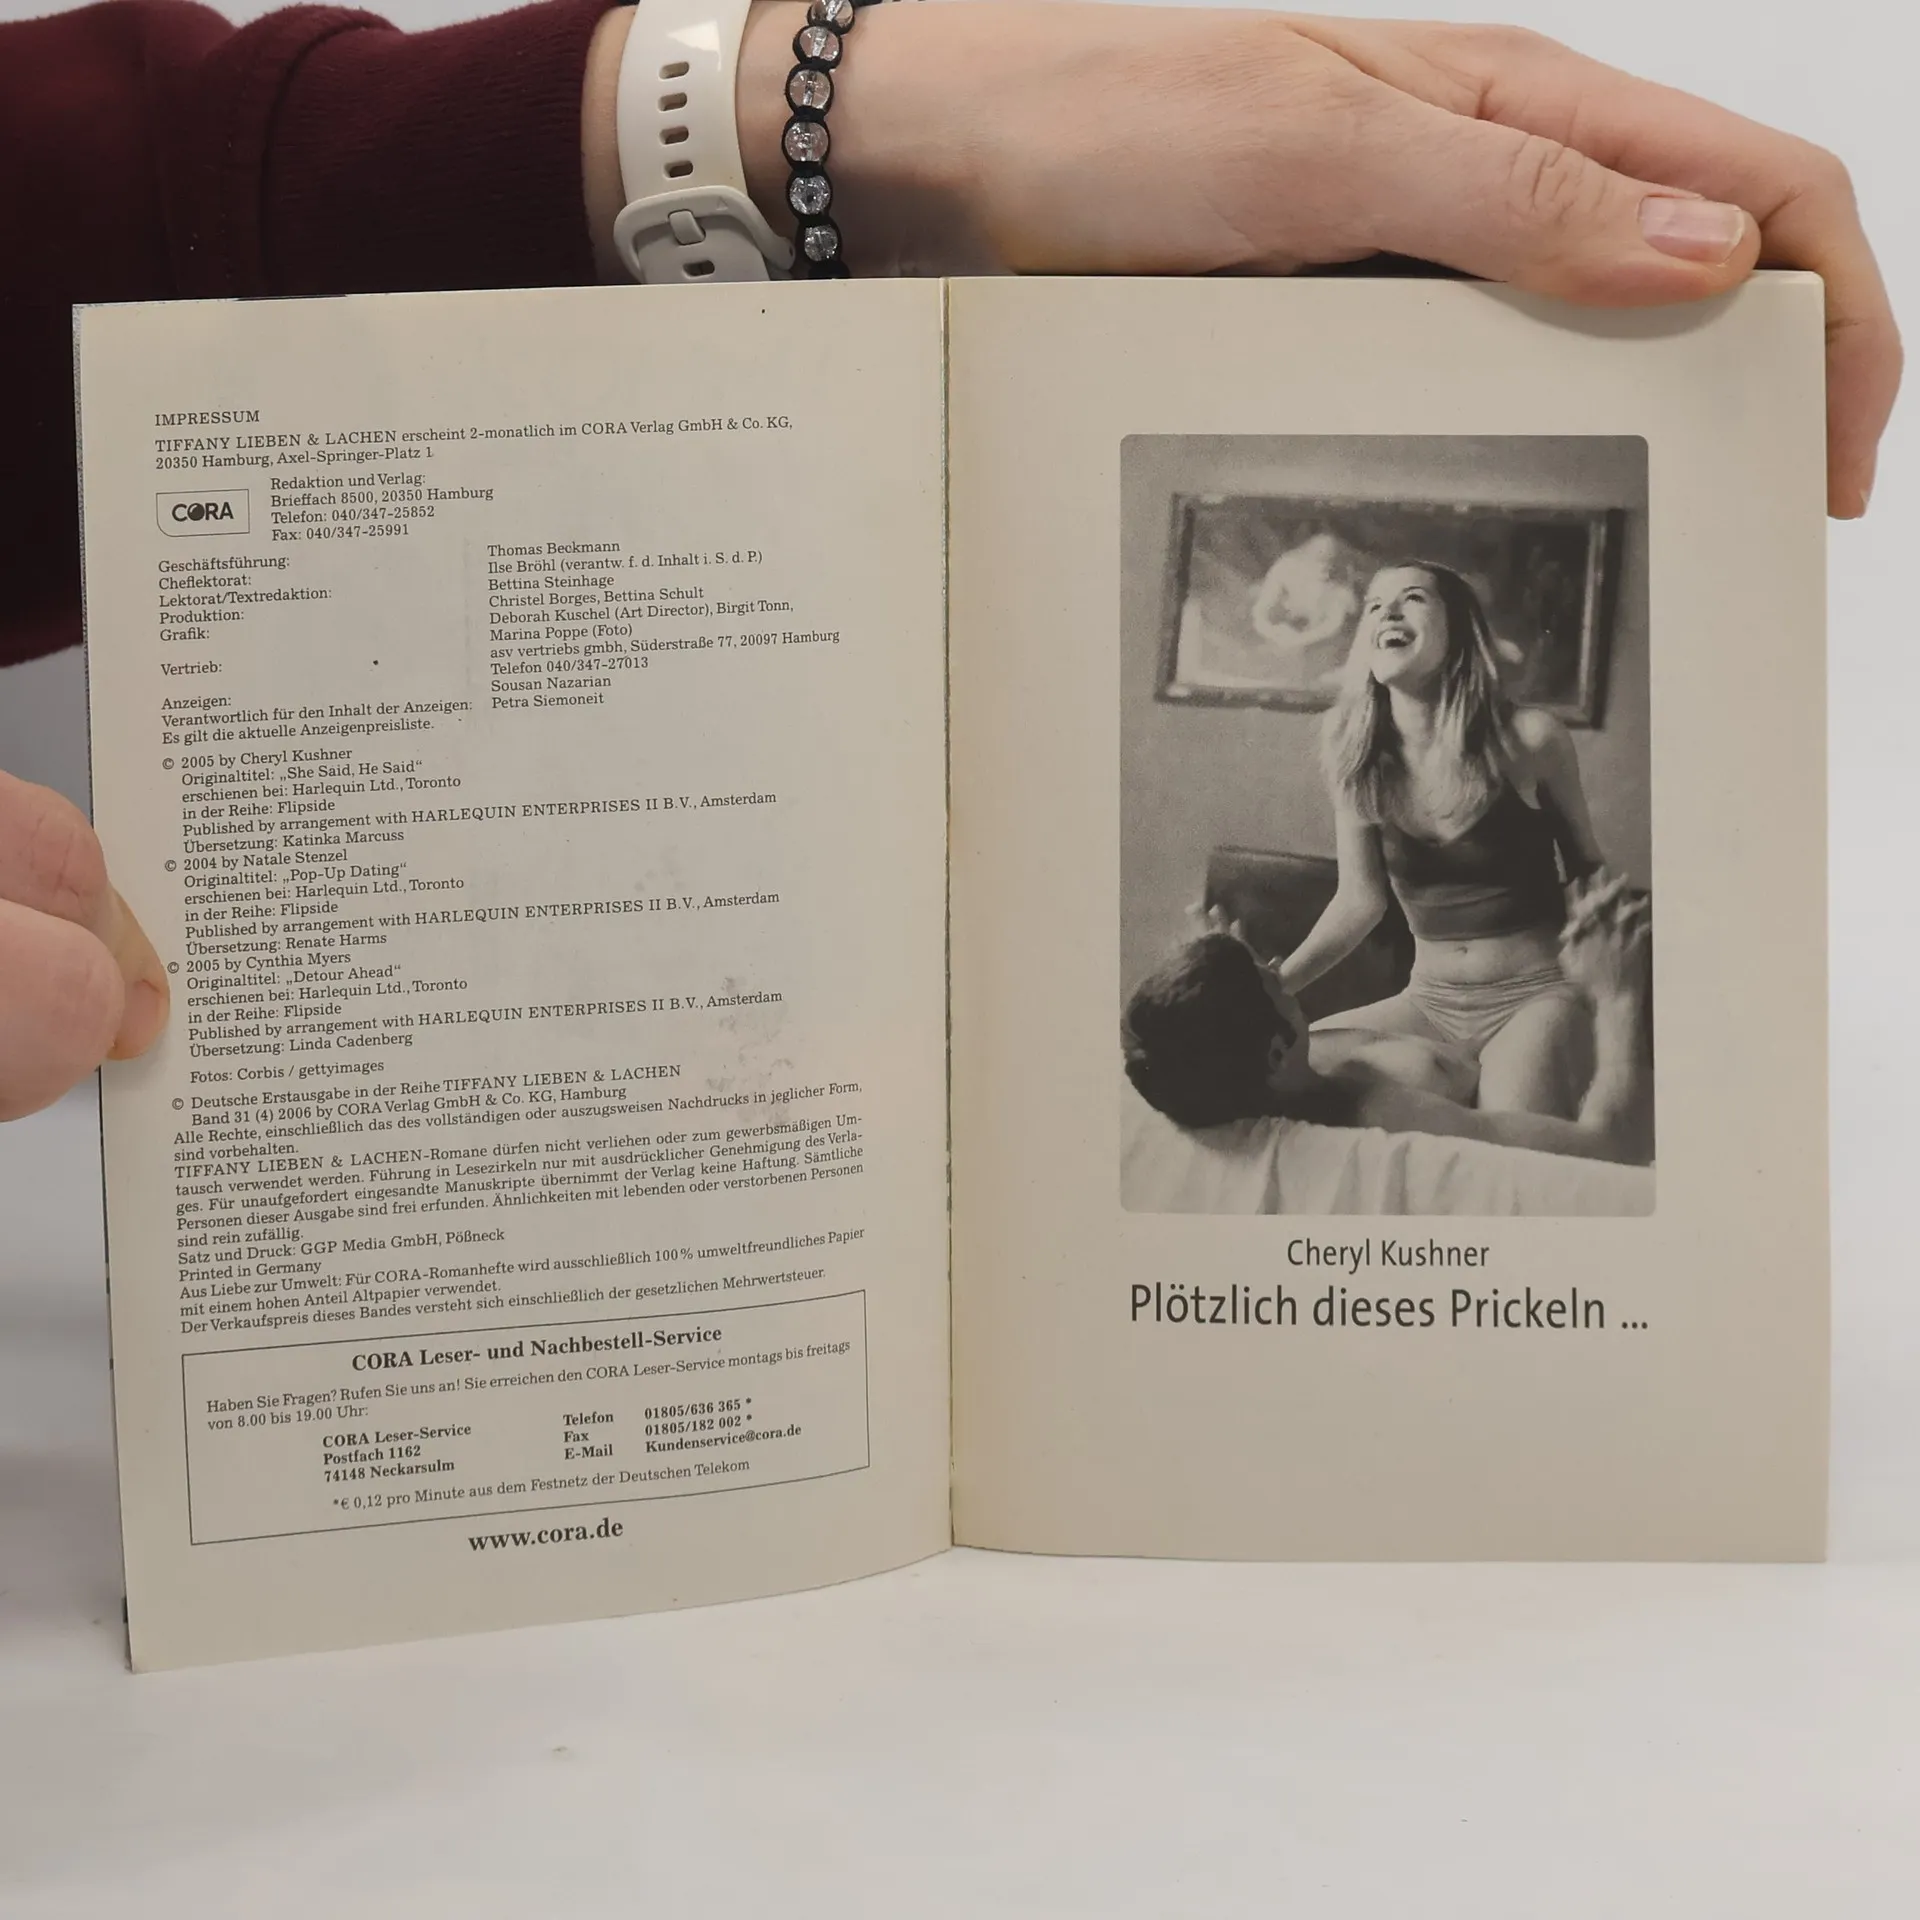 IMPRESSUM
TIFFANY LIEBEN & LACHEN erscheint 2-monatlich im CORA Verlag GmbH & Co. KG,
20350 Hamburg, Axel-Springer-Platz 1
CORA
Redaktion und Verlag:
Brieffach 8500, 20350 Hamburg
Telefon: 040/347-25852
Fax: 040/347-25991
Geschäftsführung:
Cheflektorat:
Lektorat/Textredaktion:
Produktion:
Grafik:
Vertrieb:
Anzeigen:
Verantwortlich für den Inhalt der Anzeigen:
Es gilt die aktuelle Anzeigenpreisliste.
Thomas Beckmann
Ilse Bröhl (verantw. f. d. Inhalt i. S. d. P.)
Bettina Steinhage
Christel Borges, Bettina Schult
Deborah Kuschel (Art Director), Birgit Tonn,
Marina Poppe (Foto)
asv vertriebs gmbh, Süderstraße 77, 20097 Hamburg
Telefon 040/347-27013
Sousan Nazarian
Petra Siemoneit
© 2005 by Cheryl Kushner
Originaltitel: „She Said, He Said“
erschienen bei: Harlequin Ltd., Toronto
in der Reihe: Flipside
Published by arrangement with HARLEQUIN ENTERPRISES II B.V., Amsterdam
Übersetzung: Katinka Marcuss
© 2004 by Natale Stenzel
Originaltitel: „Pop-Up Dating“
erschienen bei: Harlequin Ltd., Toronto
in der Reihe: Flipside
Published by arrangement with HARLEQUIN ENTERPRISES II B.V., Amsterdam
Übersetzung: Renate Harms
© 2005 by Cynthia Myers
Originaltitel: „Detour Ahead“
erschienen bei: Harlequin Ltd., Toronto
in der Reihe: Flipside
Published by arrangement with HARLEQUIN ENTERPRISES II B.V., Amsterdam
Übersetzung: Linda Cadenberg
Fotos: Corbis / gettyimages
© Deutsche Erstausgabe in der Reihe TIFFANY LIEBEN & LACHEN
Band 31 (4) 2006 by CORA Verlag GmbH & Co. KG, Hamburg
Alle Rechte, einschließlich das des vollständigen oder auszugsweisen Nachdrucks in jeglicher Form,
sind vorbehalten.
TIFFANY LIEBEN & LACHEN-Romane dürfen nicht verliehen oder zum gewerbsmäßigen Um-
tausch verwendet werden. Führung in Lesezirkeln nur mit ausdrücklicher Genehmigung des Verla-
ges. Für unaufgefordert eingesandte Manuskripte übernimmt der Verlag keine Haftung. Sämtliche
Personen dieser Ausgabe sind frei erfunden. Ähnlichkeiten mit lebenden oder verstorbenen Personen
sind rein zufällig.
Satz und Druck: GGP Media GmbH, Pößneck
Printed in Germany
Aus Liebe zur Umwelt: Für CORA-Romanhefte wird ausschließlich 100% umweltfreundliches Papier
mit einem hohen Anteil Altpapier verwendet.
Der Verkaufspreis dieses Bandes versteht sich einschließlich der gesetzlichen Mehrwertsteuer.
CORA Leser- und Nachbestell-Service
Haben Sie Fragen? Rufen Sie uns an! Sie erreichen den CORA Leser-Service montags bis freitags
von 8.00 bis 19.00 Uhr:
CORA Leser-Service
Postfach 1162
74148 Neckarsulm
Telefon 01805/636 365 *
Fax 01805/182 002 *
E-Mail Kundenservice@cora.de
*€ 0,12 pro Minute aus dem Festnetz der Deutschen Telekom
www.cora.de
Cheryl Kushner
Plötzlich dieses Prickeln ...